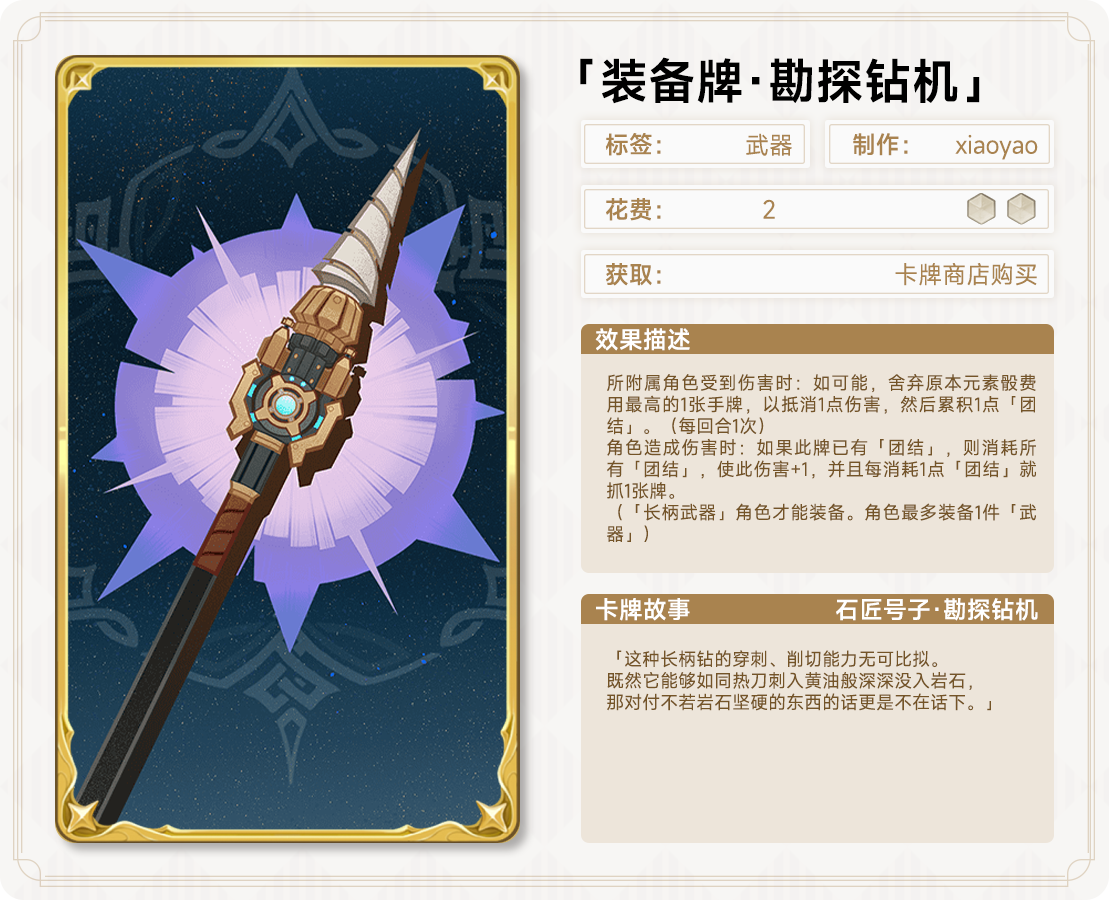 「装备牌·勘探钻机」
标签： 武器 制作： xiaoyao
花费： 2
获取： 卡牌商店购买
效果描述
所附属角色受到伤害时：如可能，舍弃原本元素骰费
用最高的1张手牌，以抵消1点伤害，然后累积1点「团
结」。（每回合1次）
角色造成伤害时：如果此牌已有「团结」，则消耗所
有「团结」，使此伤害+1，并且每消耗1点「团结」就
抓1张牌。
（「长柄武器」角色才能装备。角色最多装备1件「武
器」）
卡牌故事 石匠号子·勘探钻机
「这种长柄钻的穿刺、削切能力无可比拟。
既然它能够如同热刀刺入黄油般深深没入岩石，
那对付不若岩石坚硬的东西的话更是不在话下。」